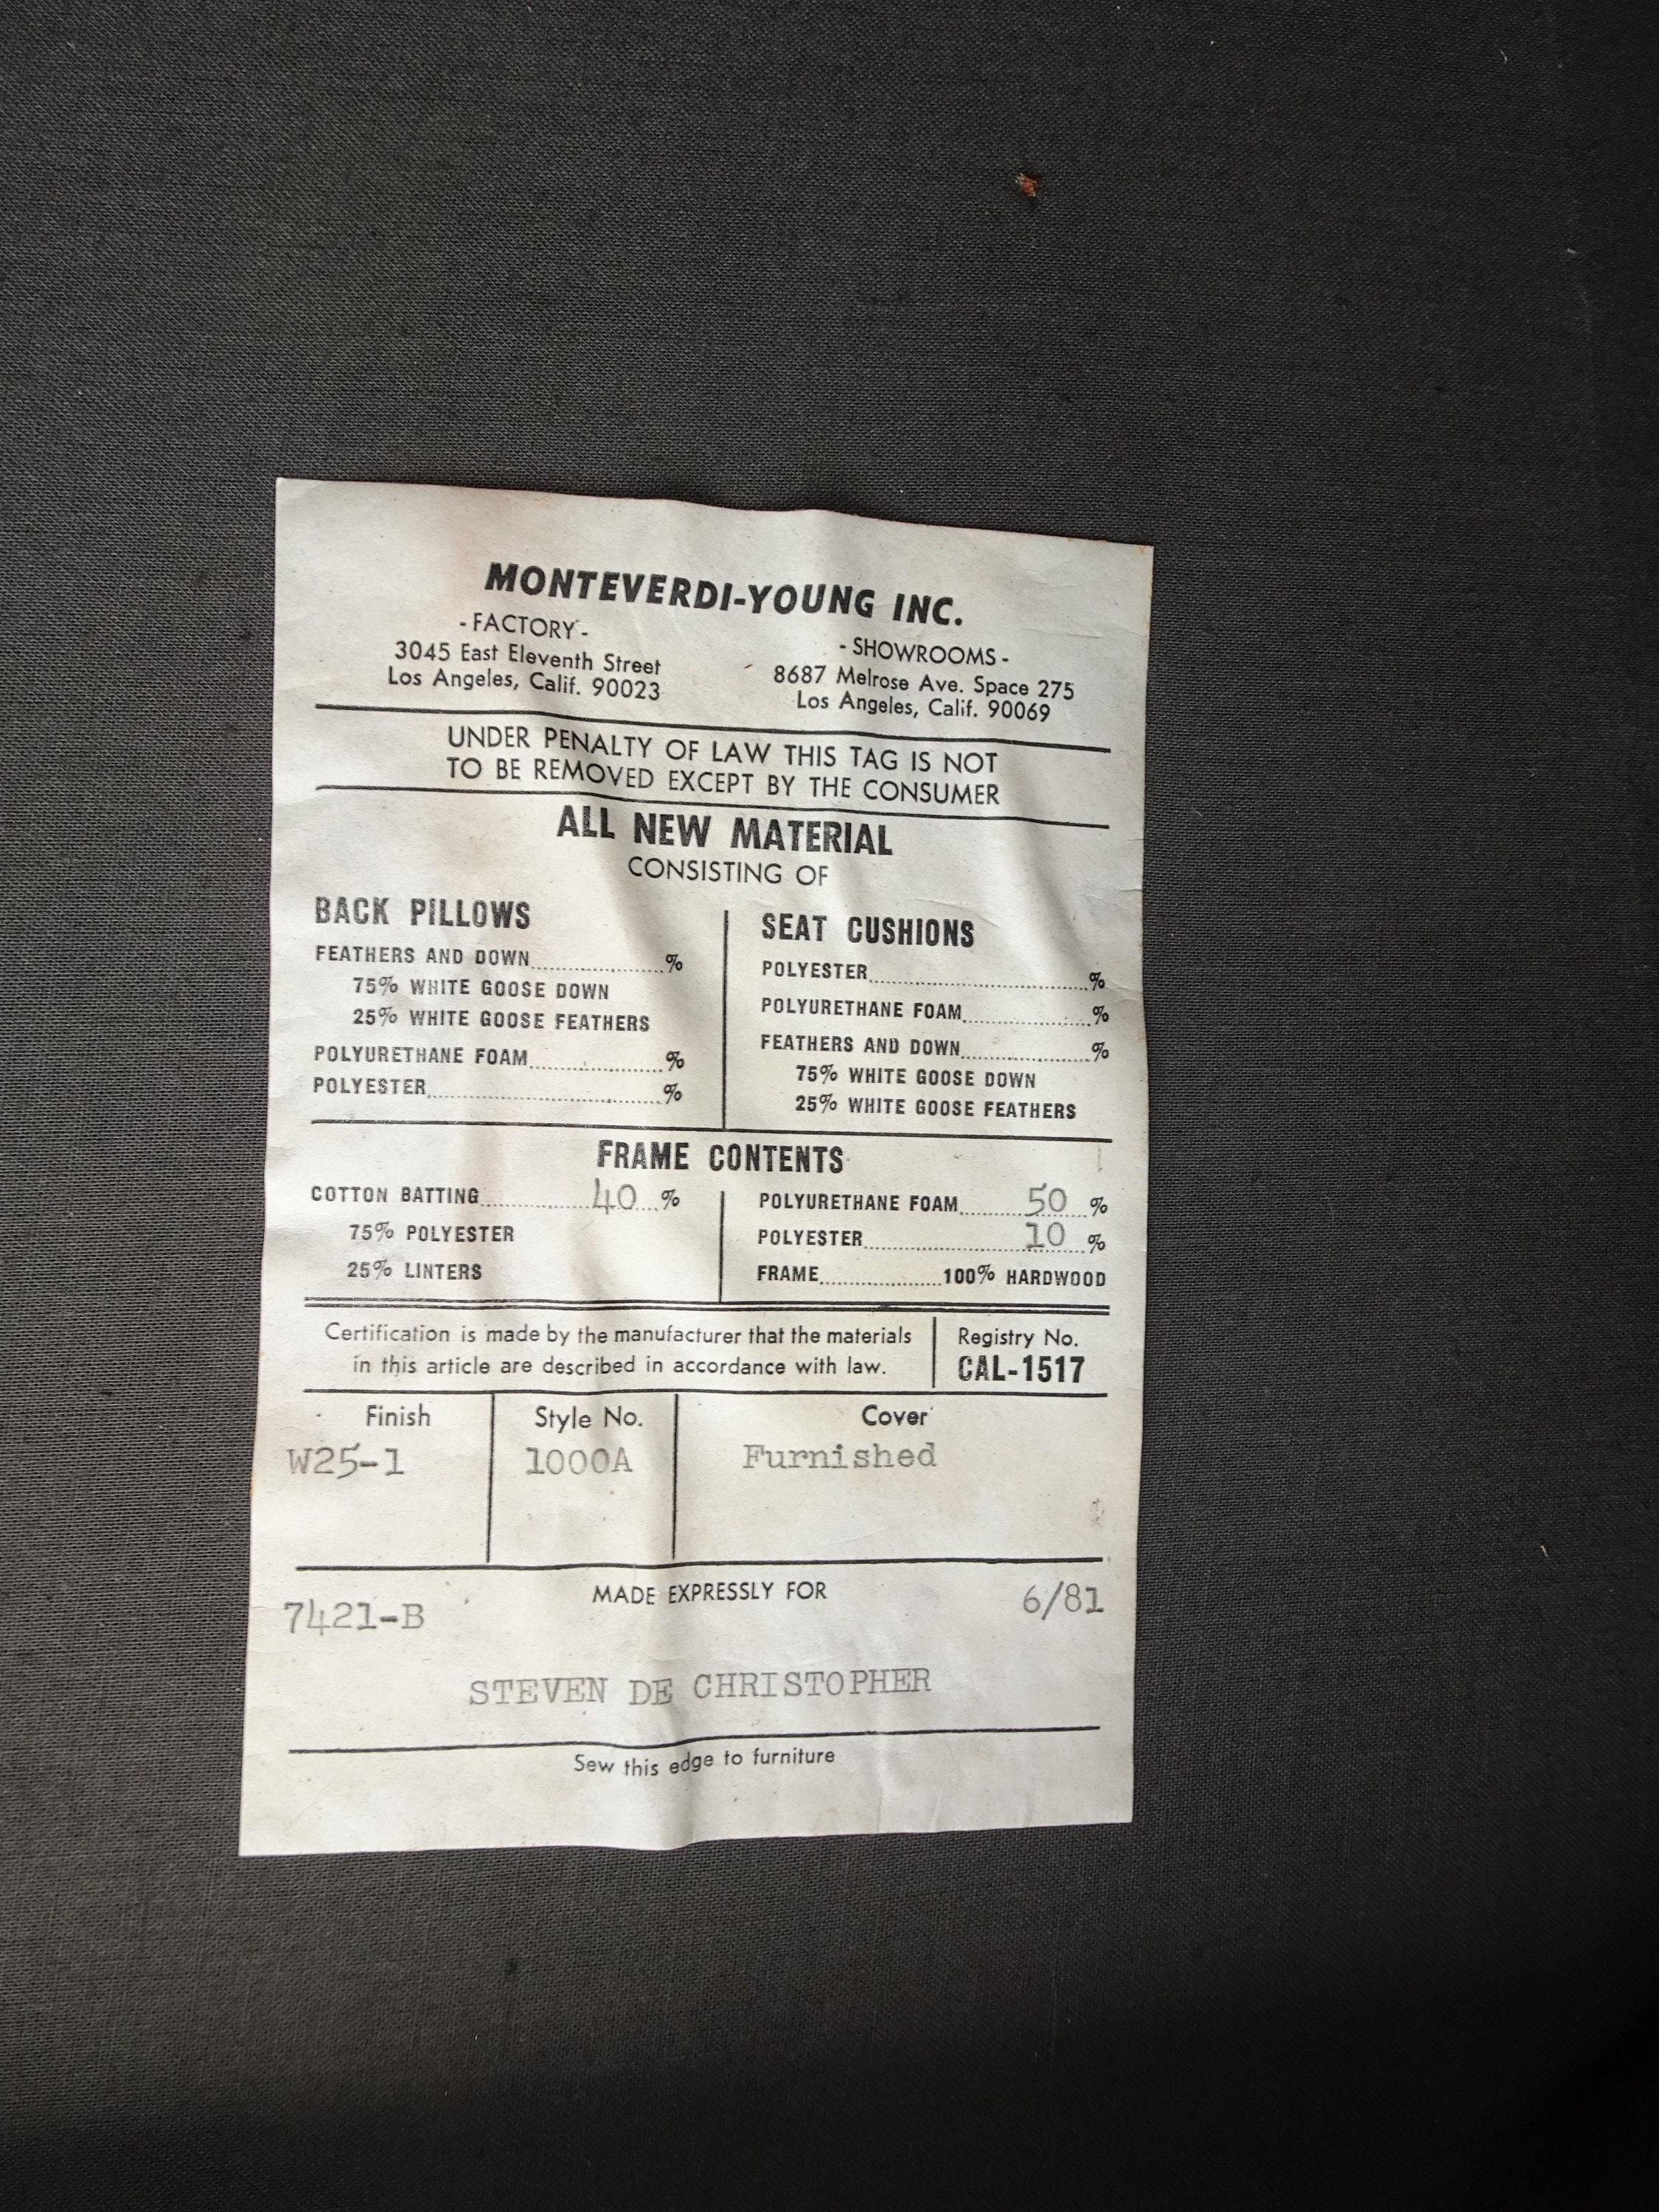 MONTEVERDI-YOUNG INC.
- FACTORY -
3045 East Eleventh Street
Los Angeles, Calif. 90023
- SHOWROOMS -
8687 Melrose Ave. Space 275
Los Angeles, Calif. 90069
UNDER PENALTY OF LAW THIS TAG IS NOT
TO BE REMOVED EXCEPT BY THE CONSUMER
ALL NEW MATERIAL
CONSISTING OF
BACK PILLOWS
FEATHERS AND DOWN....................%
75% WHITE GOOSE DOWN
25% WHITE GOOSE FEATHERS
POLYURETHANE FOAM....................%
POLYESTER....................%
SEAT CUSHIONS
POLYESTER....................%
POLYURETHANE FOAM....................%
FEATHERS AND DOWN....................%
75% WHITE GOOSE DOWN
25% WHITE GOOSE FEATHERS
FRAME CONTENTS
COTTON BATTING............40...%
75% POLYESTER
25% LINTERS
POLYURETHANE FOAM..........50...%
POLYESTER....................10...%
FRAME....................100% HARDWOOD
Certification is made by the manufacturer that the materials
in this article are described in accordance with law.
Registry No.
CAL-1517
Finish
W25-1
Style No.
1000A
Cover
Furnished
MADE EXPRESSLY FOR
7421-B
6/81
STEVEN DE CHRISTOPHER
Sew this edge to furniture